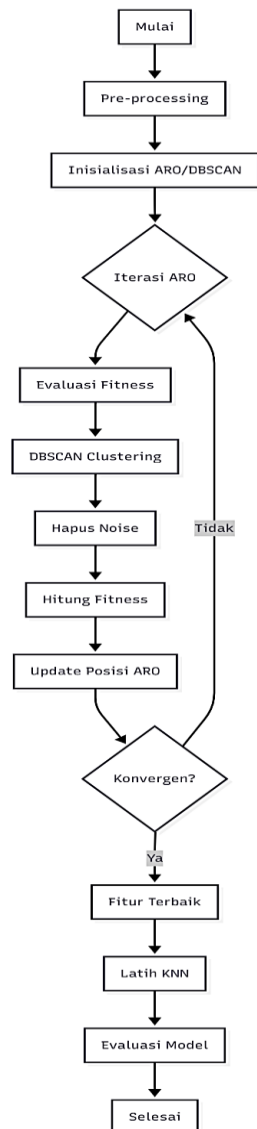 Mulai
Pre-processing
Inisialisasi ARO/DBSCAN
Iterasi ARO
Evaluasi Fitness
DBSCAN Clustering
Hapus Noise
Tidak
Hitung Fitness
Update Posisi ARO
Konvergen?
Ya
Fitur Terbaik
Latih KNN
Evaluasi Model
Selesai